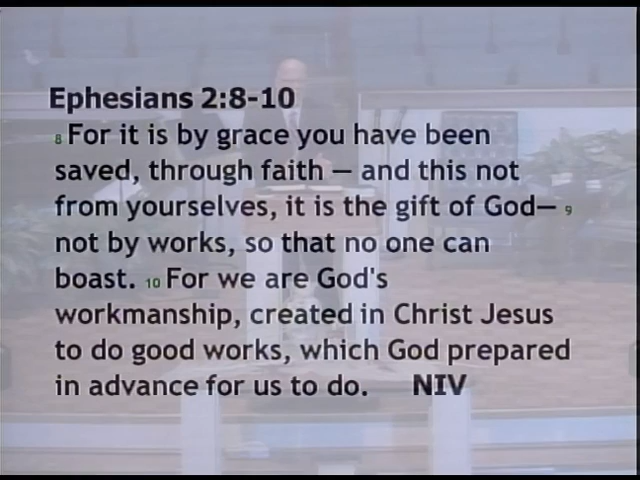 Ephesians 2:8-10
8 For it is by grace you have been
saved, through faith — and this not
from yourselves, it is the gift of God— 9
not by works, so that no one can
boast. 10 For we are God's
workmanship, created in Christ Jesus
to do good works, which God prepared
in advance for us to do. NIV